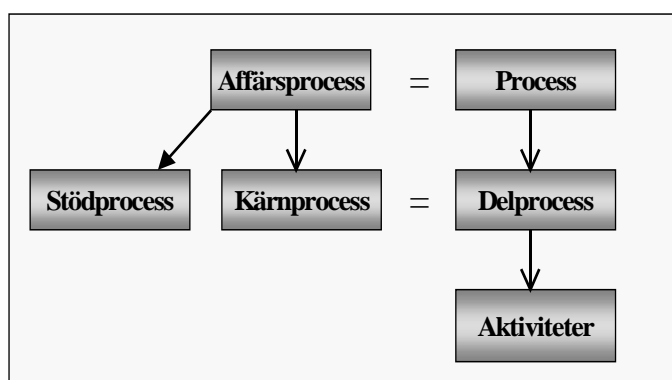 Affärsprocess = Process
Stödprocess Kärnprocess = Delprocess
Aktiviteter